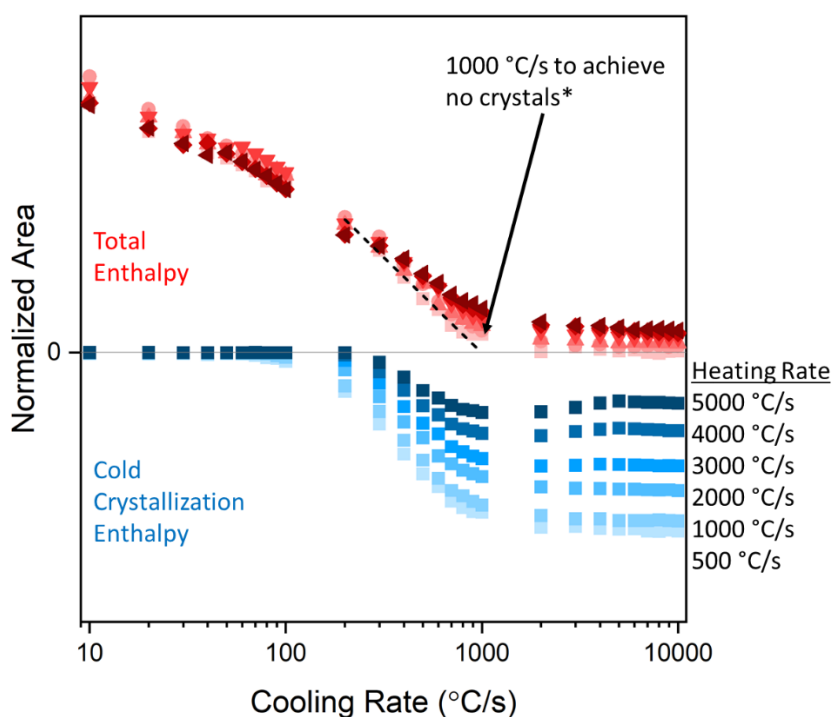 1000 °C/s to achieve
no crystals*
Total
Enthalpy
Normalized Area
0
Cold
Crystallization
Enthalpy
Heating Rate
5000 °C/s
4000 °C/s
3000 °C/s
2000 °C/s
1000 °C/s
500 °C/s
10 100 1000 10000
Cooling Rate (°C/s)